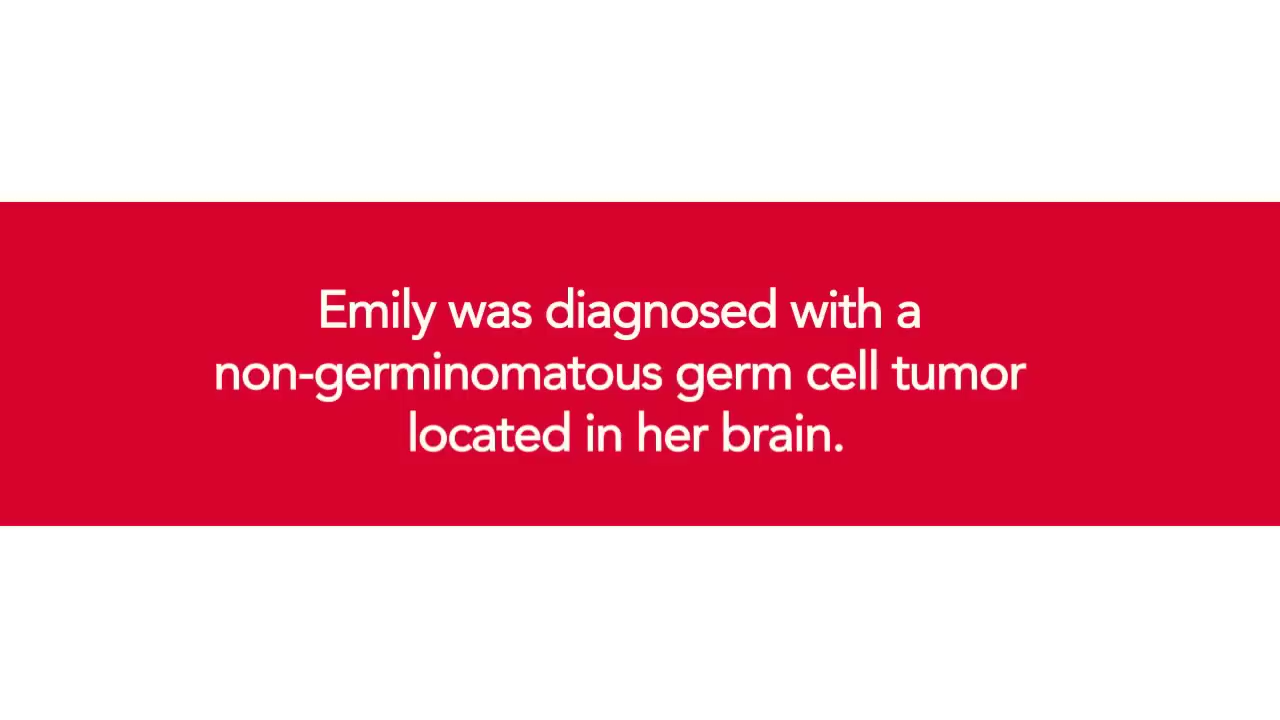 Emily was diagnosed with a
non-germinomatous germ cell tumor
located in her brain.